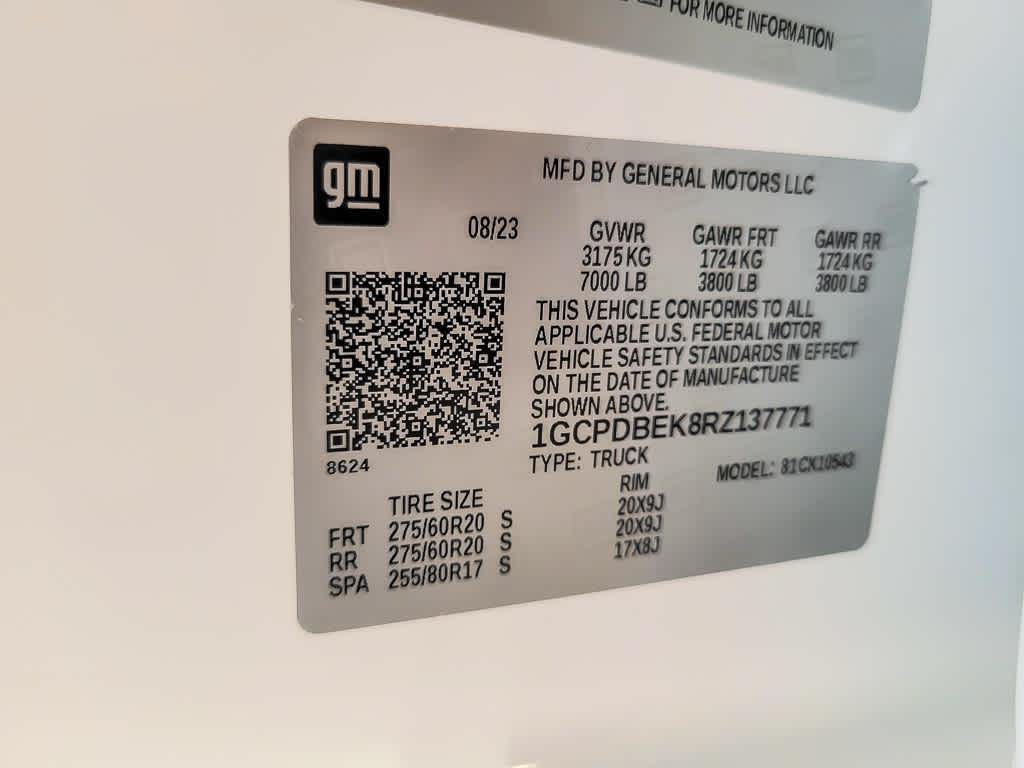 FOR MORE INFORMATION
gm
MFD BY GENERAL MOTORS LLC
08/23
GVWR GAWR FRT GAWR RR
3175 KG 1724 KG 1724 KG
7000 LB 3800 LB 3800 LB
THIS VEHICLE CONFORMS TO ALL
APPLICABLE U.S. FEDERAL MOTOR
VEHICLE SAFETY STANDARDS IN EFFECT
ON THE DATE OF MANUFACTURE
SHOWN ABOVE.
1GCPDBEK8RZ137771
8624
TYPE: TRUCK MODEL: 81CK10543
TIRE SIZE RIM
FRT 275/60R20 S 20X9J
RR 275/60R20 S 20X9J
SPA 255/80R17 S 17X8J